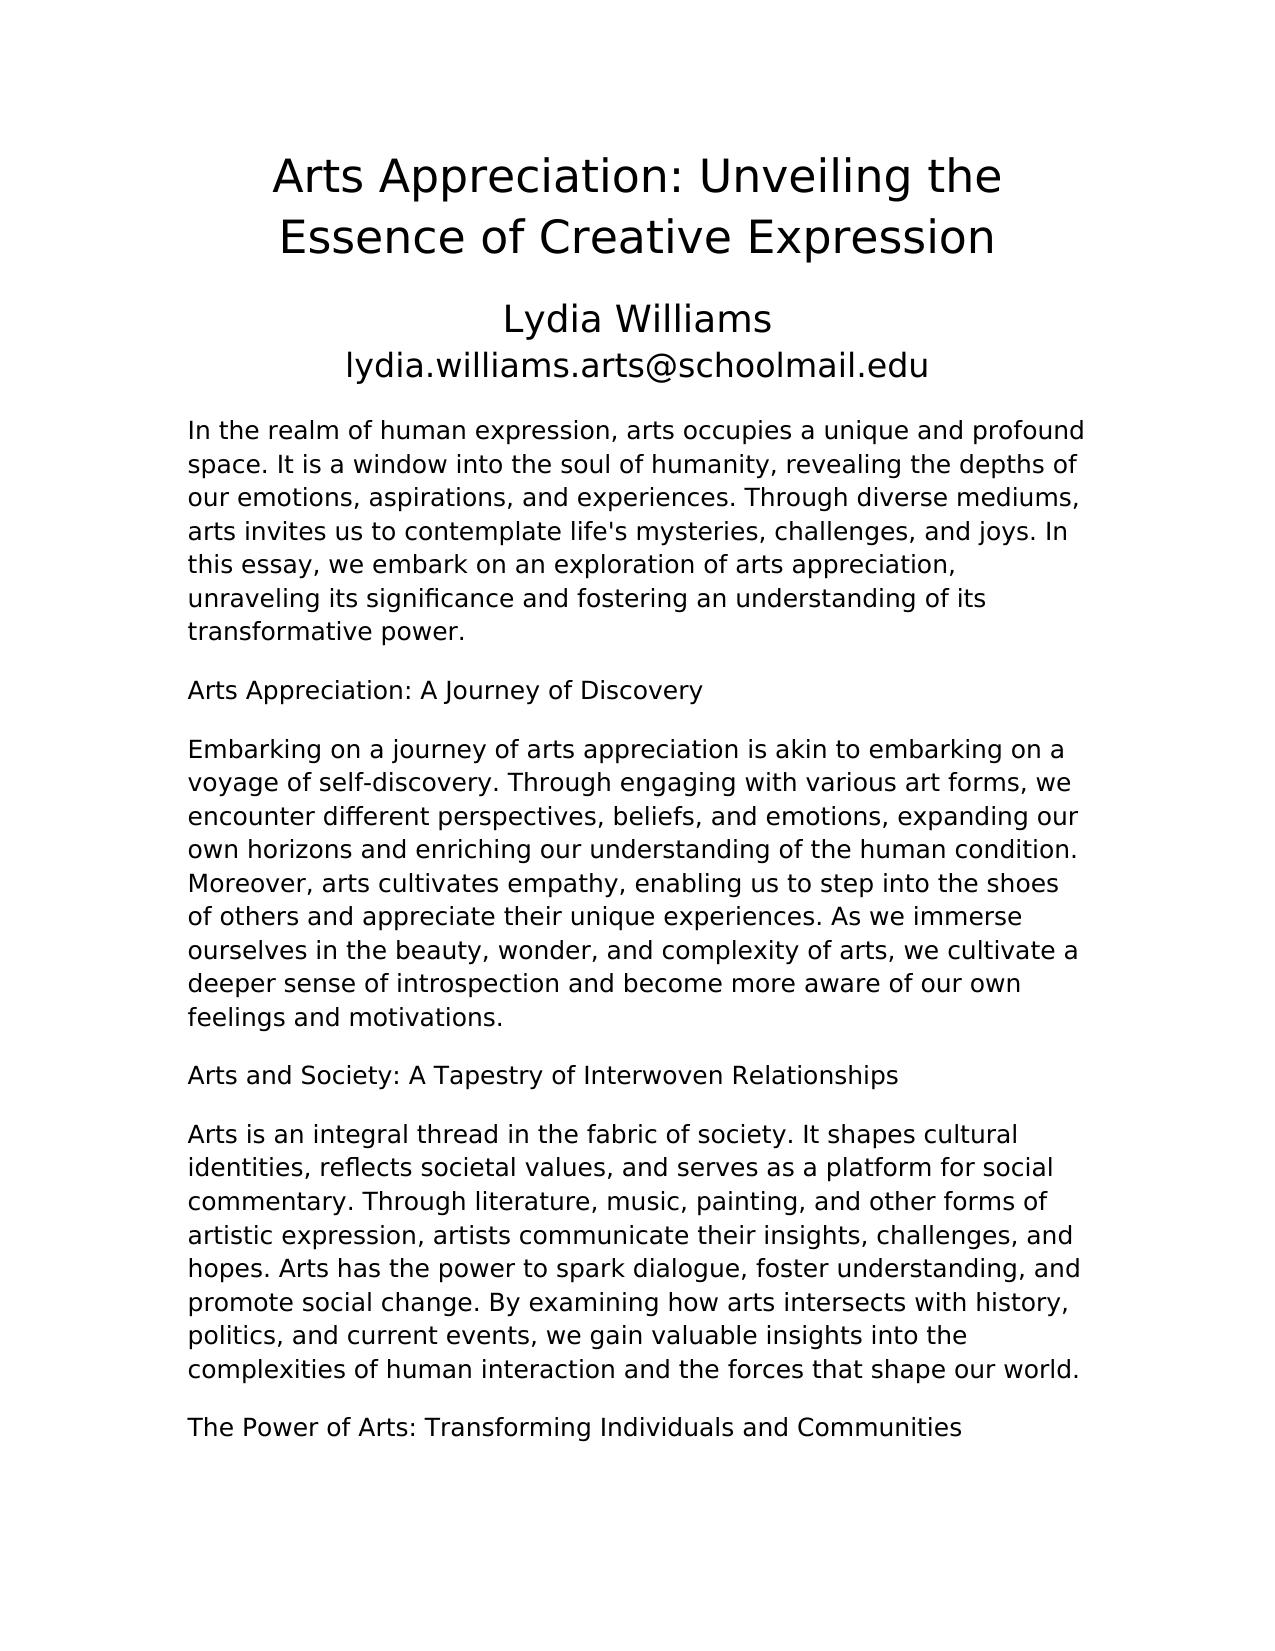 Arts Appreciation: Unveiling the
Essence of Creative Expression
Lydia Williams
lydia.williams.arts@schoolmail.edu
In the realm of human expression, arts occupies a unique and profound
space. It is a window into the soul of humanity, revealing the depths of
our emotions, aspirations, and experiences. Through diverse mediums,
arts invites us to contemplate life's mysteries, challenges, and joys. In
this essay, we embark on an exploration of arts appreciation,
unraveling its significance and fostering an understanding of its
transformative power.
Arts Appreciation: A Journey of Discovery
Embarking on a journey of arts appreciation is akin to embarking on a
voyage of self-discovery. Through engaging with various art forms, we
encounter different perspectives, beliefs, and emotions, expanding our
own horizons and enriching our understanding of the human condition.
Moreover, arts cultivates empathy, enabling us to step into the shoes
of others and appreciate their unique experiences. As we immerse
ourselves in the beauty, wonder, and complexity of arts, we cultivate a
deeper sense of introspection and become more aware of our own
feelings and motivations.
Arts and Society: A Tapestry of Interwoven Relationships
Arts is an integral thread in the fabric of society. It shapes cultural
identities, reflects societal values, and serves as a platform for social
commentary. Through literature, music, painting, and other forms of
artistic expression, artists communicate their insights, challenges, and
hopes. Arts has the power to spark dialogue, foster understanding, and
promote social change. By examining how arts intersects with history,
politics, and current events, we gain valuable insights into the
complexities of human interaction and the forces that shape our world.
The Power of Arts: Transforming Individuals and Communities